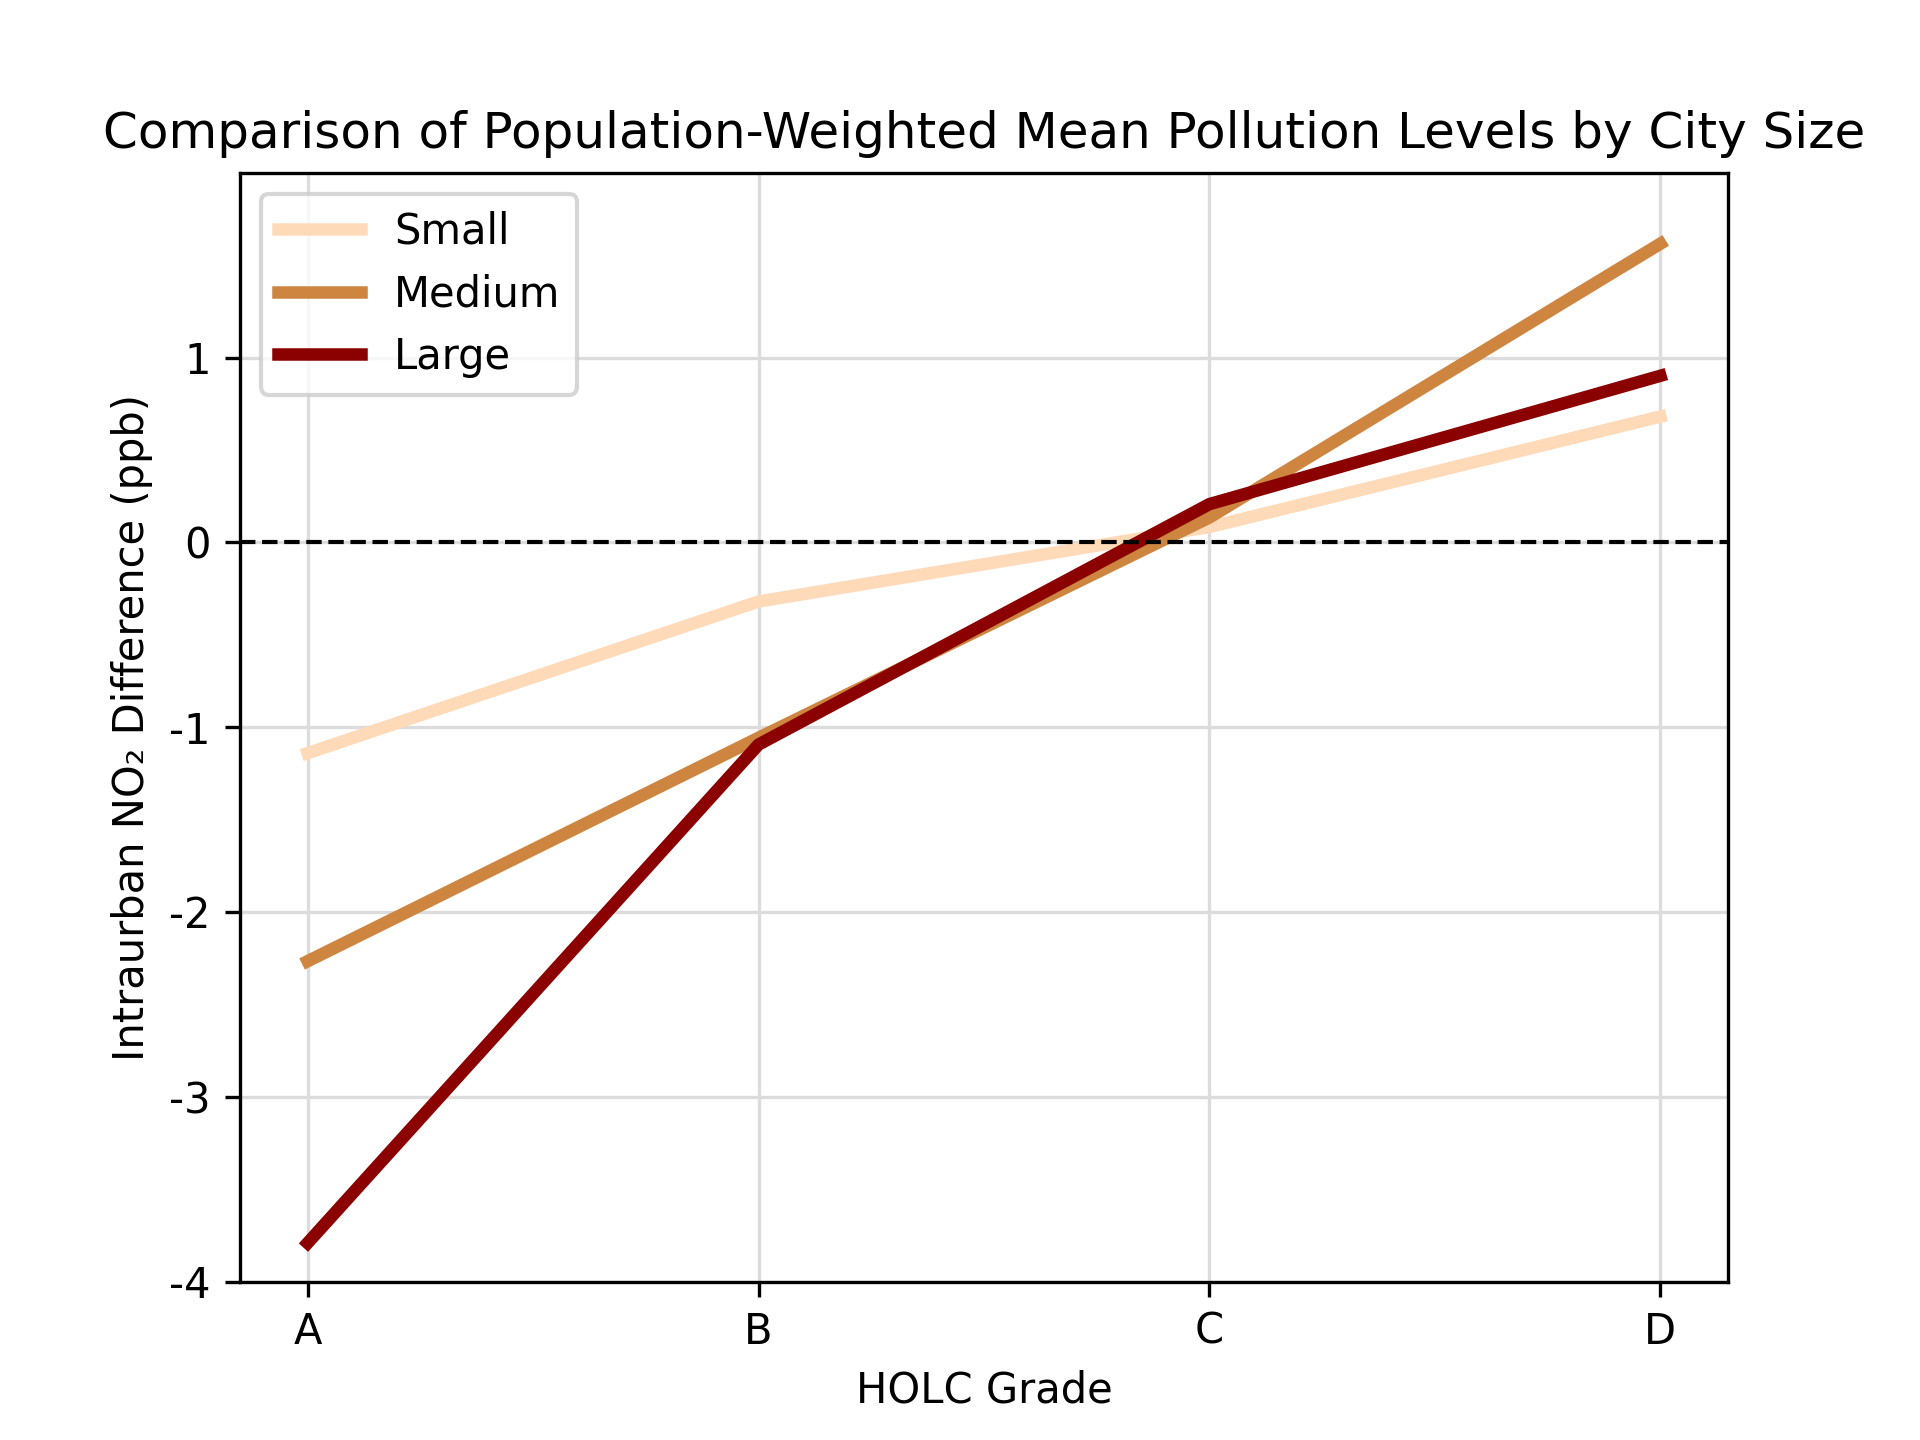 Comparison of Population-Weighted Mean Pollution Levels by City Size
Small
Medium
Large
Intraurban NO₂ Difference (ppb)
1
0
-1
-2
-3
-4
A B C D
HOLC Grade